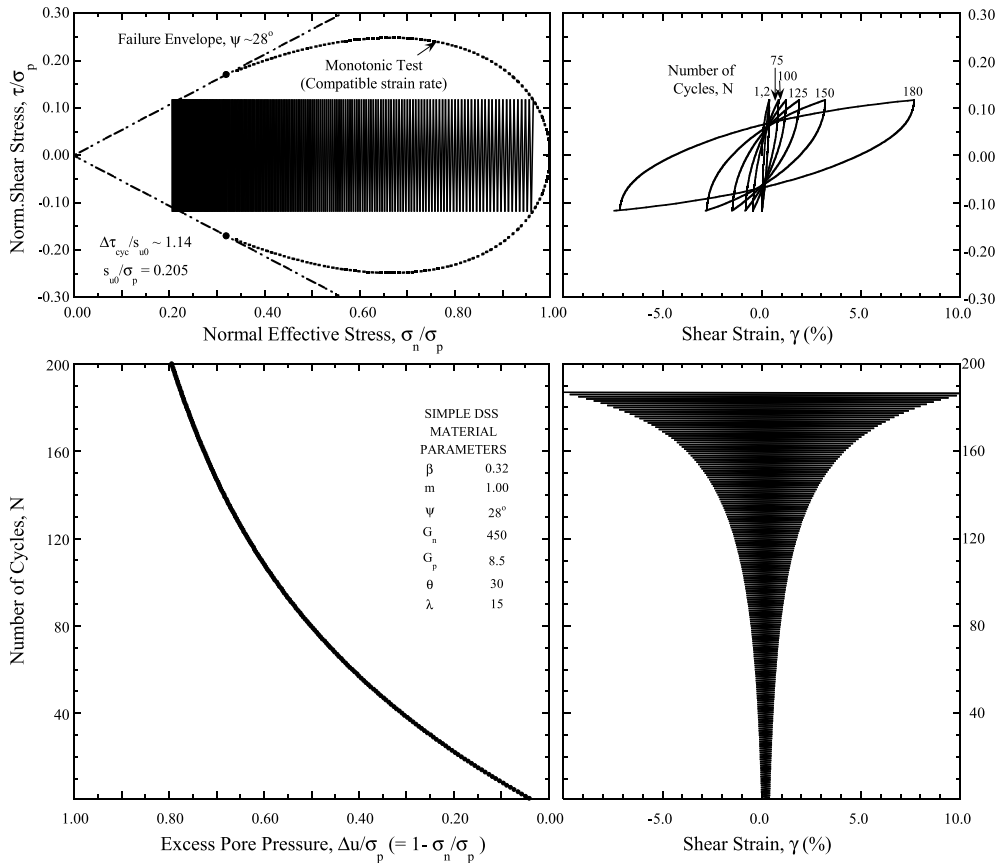 0.30
0.20
0.10
0.00
-0.10
-0.20
-0.30
Norm.Shear Stress, τ/σp
Failure Envelope, ψ ~28°
Monotonic Test
(Compatible strain rate)
Δτcyc/su0 ~ 1.14
su0/σp = 0.205
0.00 0.20 0.40 0.60 0.80 1.00
Normal Effective Stress, σn/σp
Number of
Cycles, N
75
100
1,2 125 150 180
0.30
0.20
0.10
0.00
-0.10
-0.20
-0.30
-5.0 0.0 5.0 10.0
Shear Strain, γ (%)
200
160
120
80
40
Number of Cycles, N
SIMPLE DSS
MATERIAL
PARAMETERS
β 0.32
m 1.00
ψ 28°
Gn 450
Gp 8.5
θ 30
λ 15
1.00 0.80 0.60 0.40 0.20 0.00
Excess Pore Pressure, Δu/σp (= 1- σn/σp)
200
160
120
80
40
-5.0 0.0 5.0 10.0
Shear Strain, γ (%)